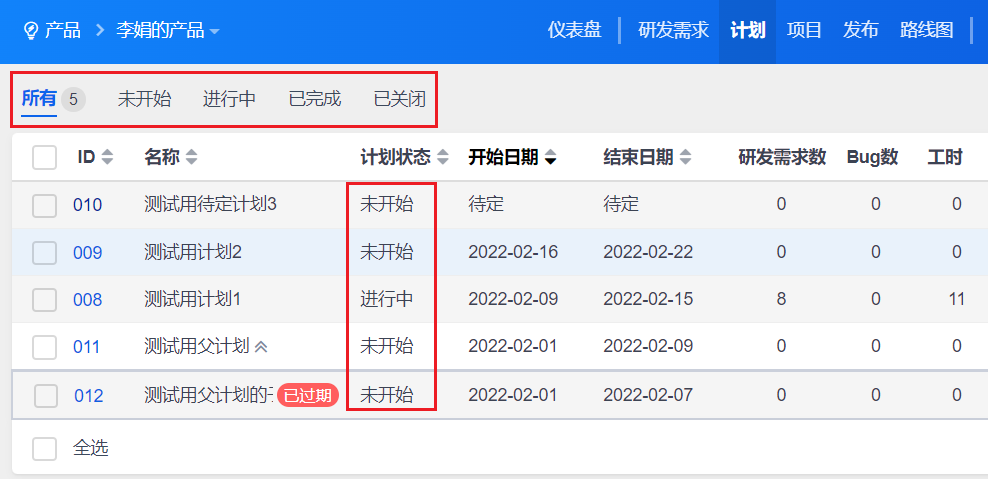 产品 李娟的产品 仪表盘 研发需求 计划 项目 发布 路线图
所有 5 未开始 进行中 已完成 已关闭
ID 名称 计划状态 开始日期 结束日期 研发需求数 Bug数 工时
010 测试用待定计划3 未开始 待定 待定 0 0 0
009 测试用计划2 未开始 2022-02-16 2022-02-22 0 0 0
008 测试用计划1 进行中 2022-02-09 2022-02-15 8 0 11
011 测试用父计划 未开始 2022-02-01 2022-02-09 0 0 0
012 测试用父计划的 已过期 未开始 2022-02-01 2022-02-07 0 0 0
全选